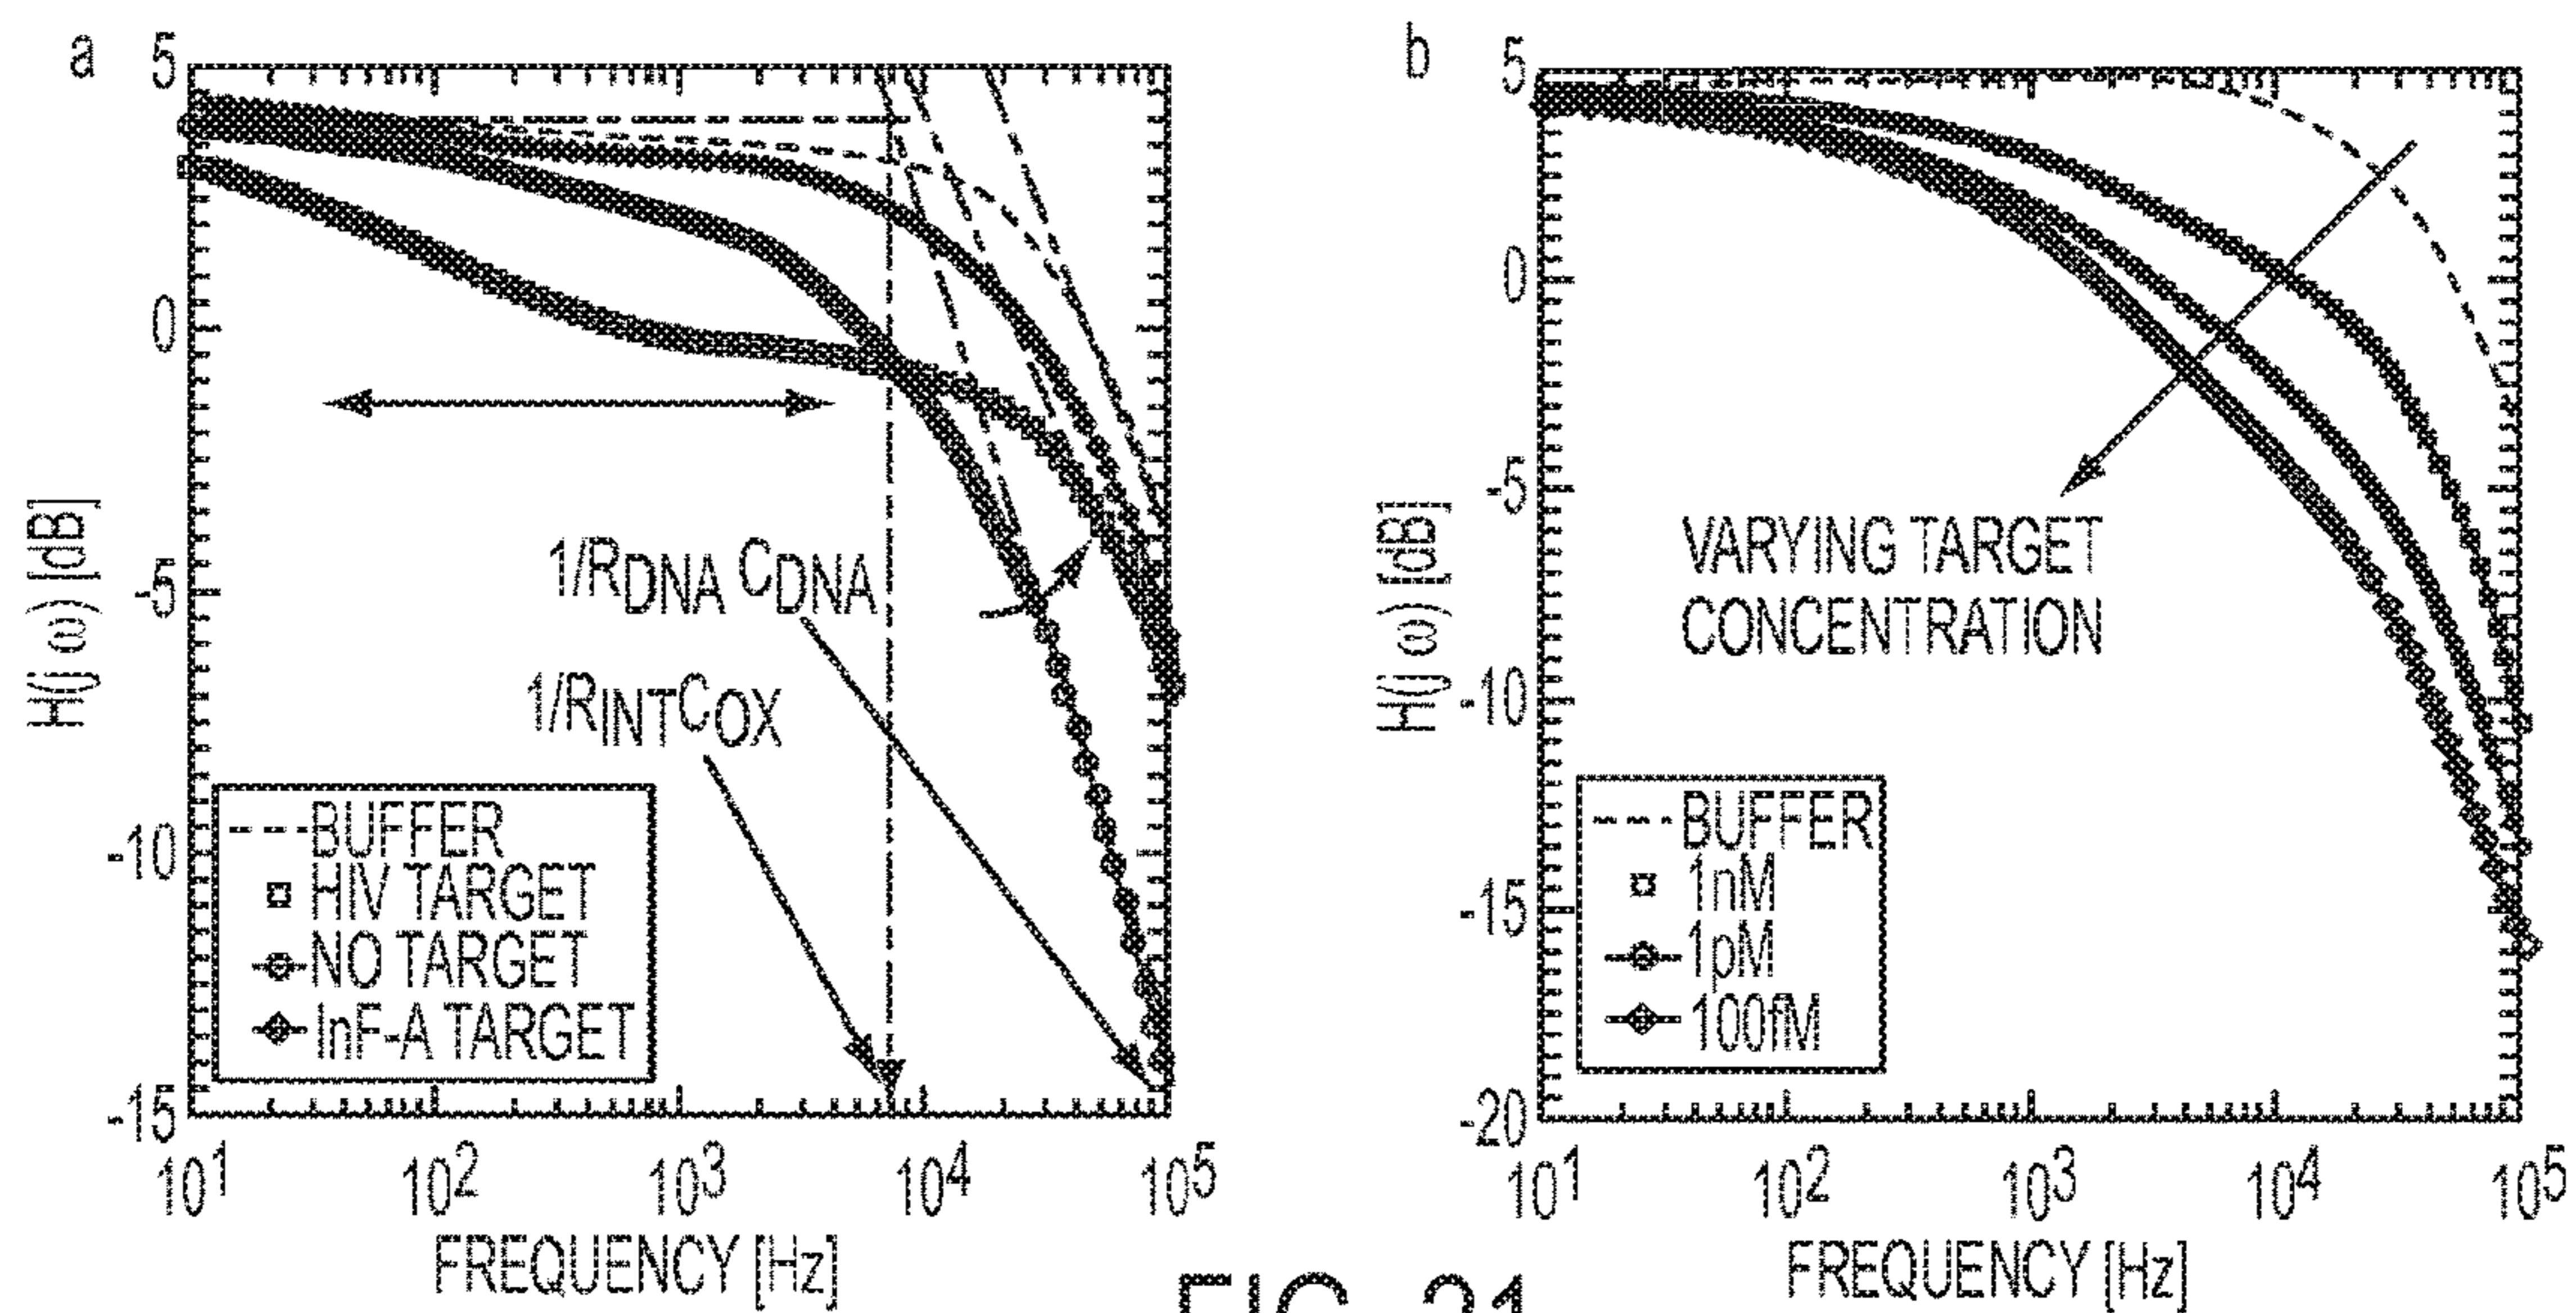 a
5
0
-5
-10
-15
H(j ω) [dB]
1/RDNA CDNA
1/RINTCOX
BUFFER
HIV TARGET
NO TARGET
InF-A TARGET
10¹
10²
10³
10⁴
10⁵
FREQUENCY [Hz]
b
5
0
-5
-10
-15
-20
H(j ω) [dB]
VARYING TARGET
CONCENTRATION
BUFFER
1nM
1pM
100fM
10¹
10²
10³
10⁴
10⁵
FREQUENCY [Hz]
FIG. 21